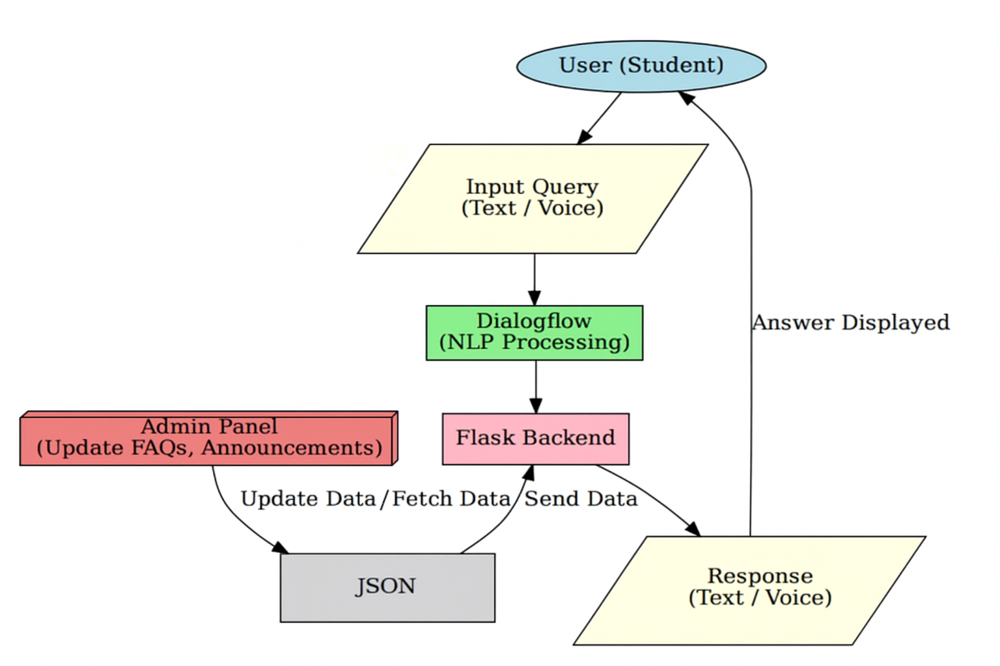 User (Student)
Input Query
(Text / Voice)
Dialogflow
(NLP Processing)
Answer Displayed
Admin Panel
(Update FAQs, Announcements)
Flask Backend
Update Data/Fetch Data/Send Data
JSON
Response
(Text / Voice)